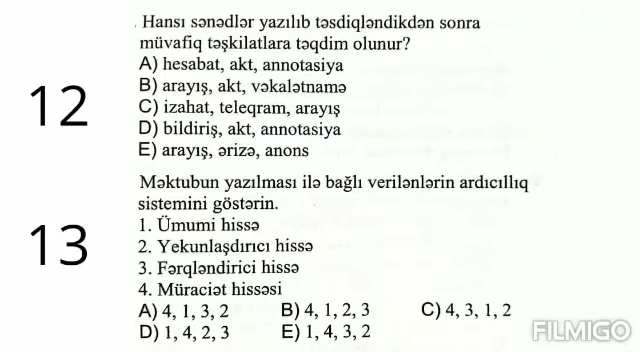 12
. Hansı sənədlər yazılıb təsdiqləndikdən sonra
müvafiq təşkilatlara təqdim olunur?
A) hesabat, akt, annotasiya
B) arayış, akt, vəkalətnamə
C) izahat, teleqram, arayış
D) bildiriş, akt, annotasiya
E) arayış, ərizə, anons
13
Məktubun yazılması ilə bağlı verilənlərin ardıcıllıq
sistemini göstərin.
1. Ümumi hissə
2. Yekunlaşdırıcı hissə
3. Fərqləndirici hissə
4. Müraciət hissəsi
A) 4, 1, 3, 2 B) 4, 1, 2, 3 C) 4, 3, 1, 2
D) 1, 4, 2, 3 E) 1, 4, 3, 2
FILMIGO